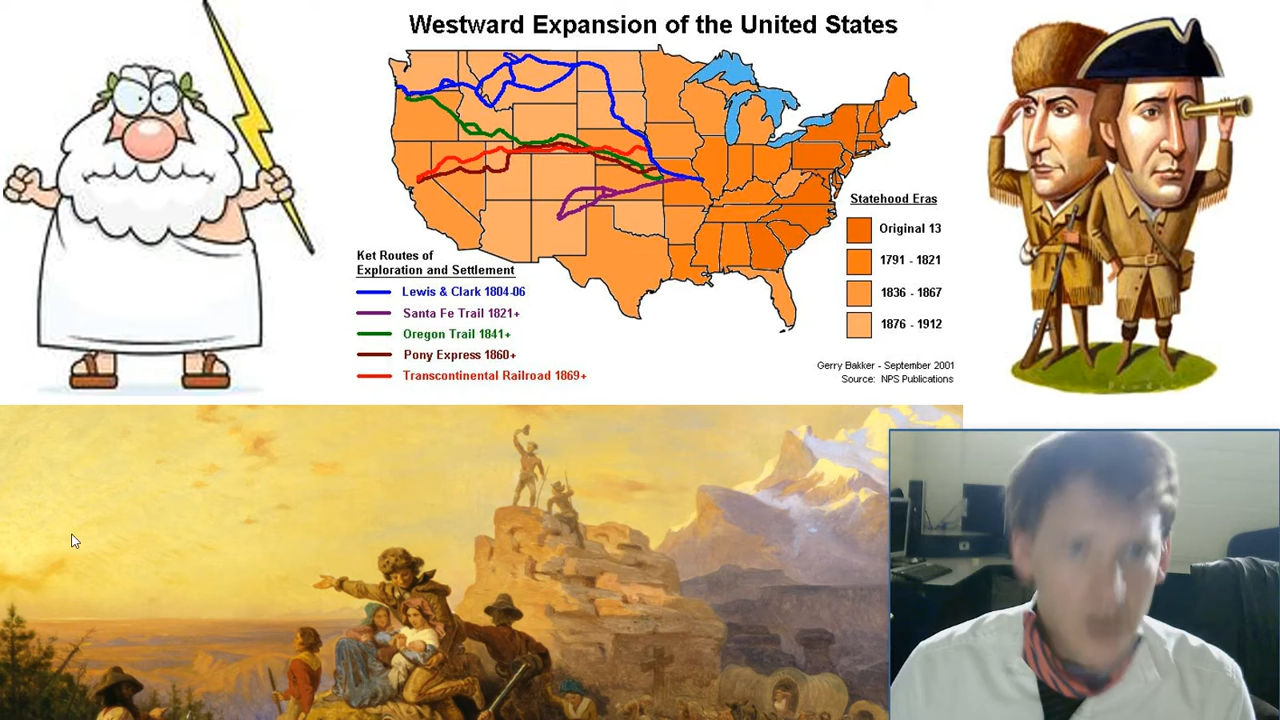 Westward Expansion of the United States
Statehood Eras
Original 13
1791 - 1821
1836 - 1867
1876 - 1912
Ket Routes of
Exploration and Settlement
Lewis & Clark 1804-06
Santa Fe Trail 1821+
Oregon Trail 1841+
Pony Express 1860+
Transcontinental Railroad 1869+
Gerry Bakker - September 2001
Source: NPS Publications